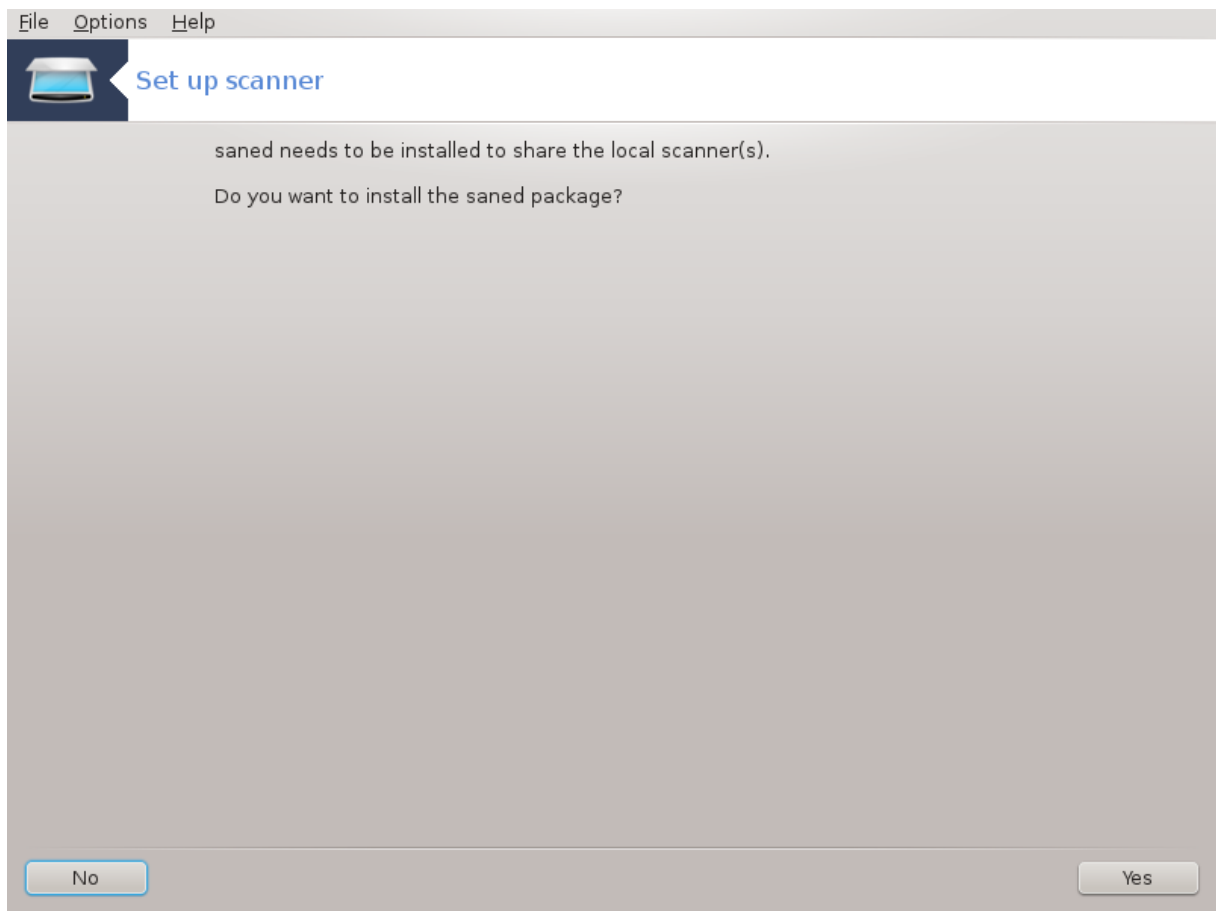 File Options Help
Set up scanner
saned needs to be installed to share the local scanner(s).
Do you want to install the saned package?
No Yes